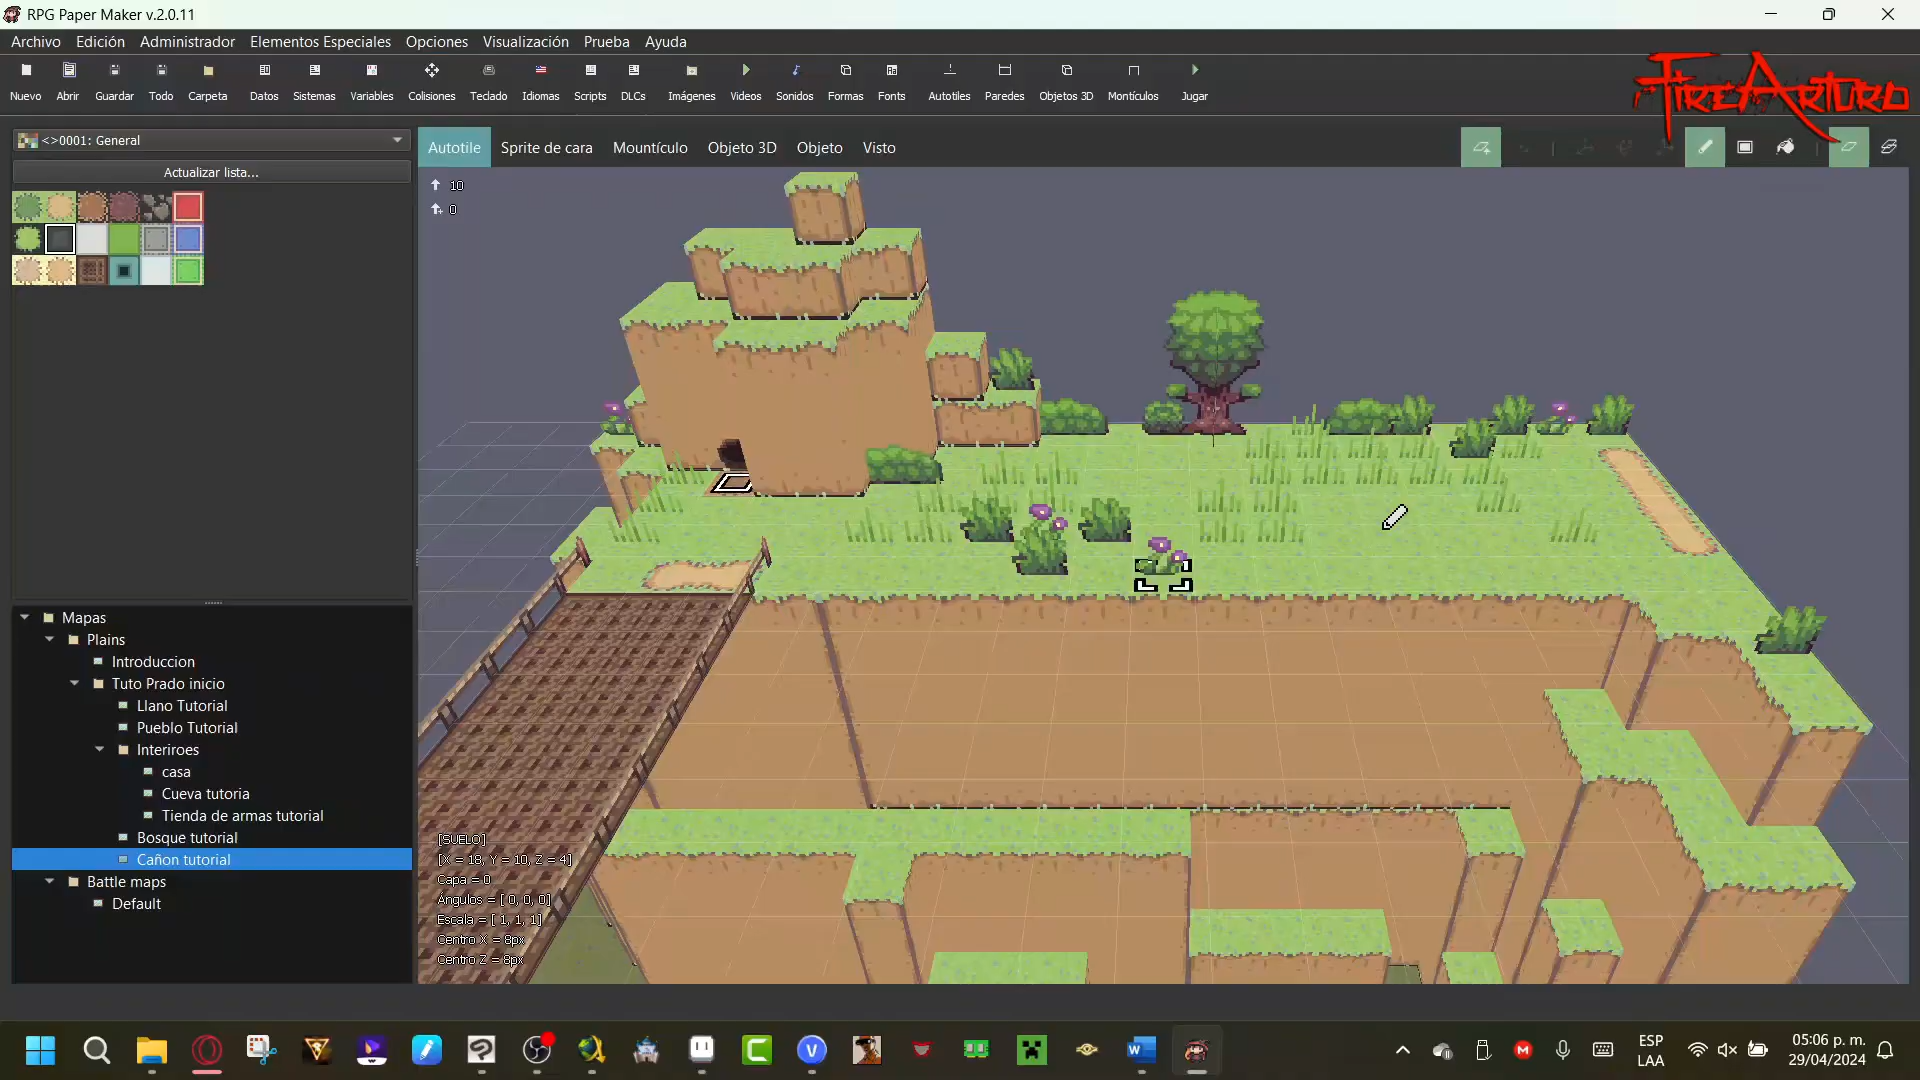 RPG Paper Maker v.2.0.11
Archivo Edición Administrador Elementos Especiales Opciones Visualización Prueba Ayuda
Nuevo Abrir Guardar Todo Carpeta Datos Sistemas Variables Colisiones Teclado Idiomas Scripts DLCs Imágenes Videos Sonidos Formas Fonts Autotiles Paredes Objetos 3D Montículos Jugar
FireArturo
<>0001: General
Autotile Sprite de cara Mountículo Objeto 3D Objeto Visto
Actualizar lista...
10
0
Mapas
Plains
Introduccion
Tuto Prado inicio
Llano Tutorial
Pueblo Tutorial
Interiroes
casa
Cueva tutoria
Tienda de armas tutorial
Bosque tutorial
Cañon tutorial
Battle maps
Default
[SUELO]
[X = 18, Y = 10, Z = 4]
Capa = 0
Ángulos = [ 0, 0, 0]
Escala = [ 1, 1, 1]
Centro X = 8px
Centro Z = 8px
ESP
LAA
05:06 p. m.
29/04/2024